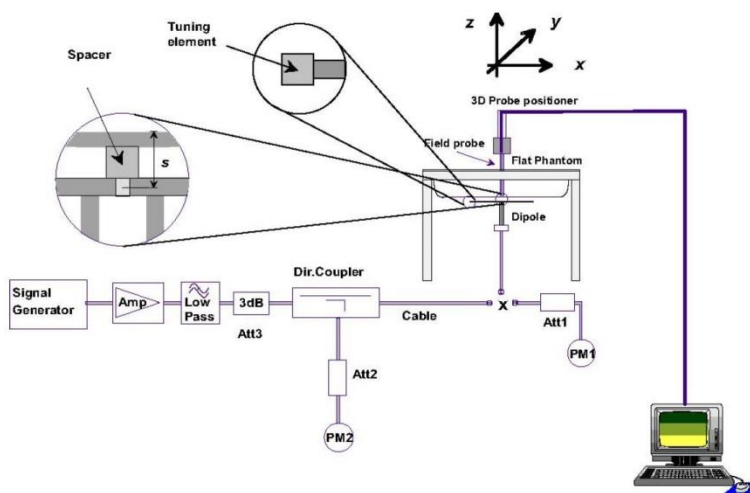 Tuning
element
Spacer
s
z
y
x
3D Probe positioner
Field probe
Flat Phantom
Dipole
Signal
Generator
Amp
Low
Pass
3dB
Att3
Dir.Coupler
Cable
x
Att1
PM1
Att2
PM2